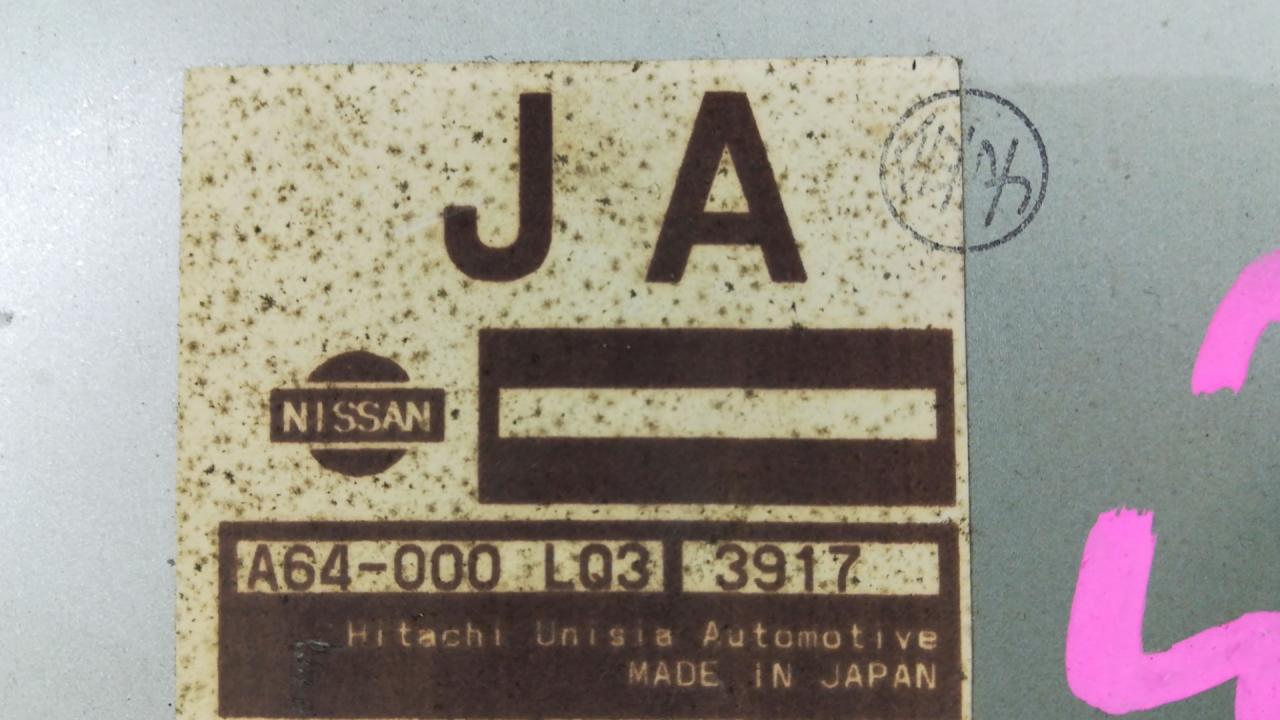 JA
NISSAN
A64-000 LQ3 3917
Hitachi Unisia Automotive
MADE IN JAPAN